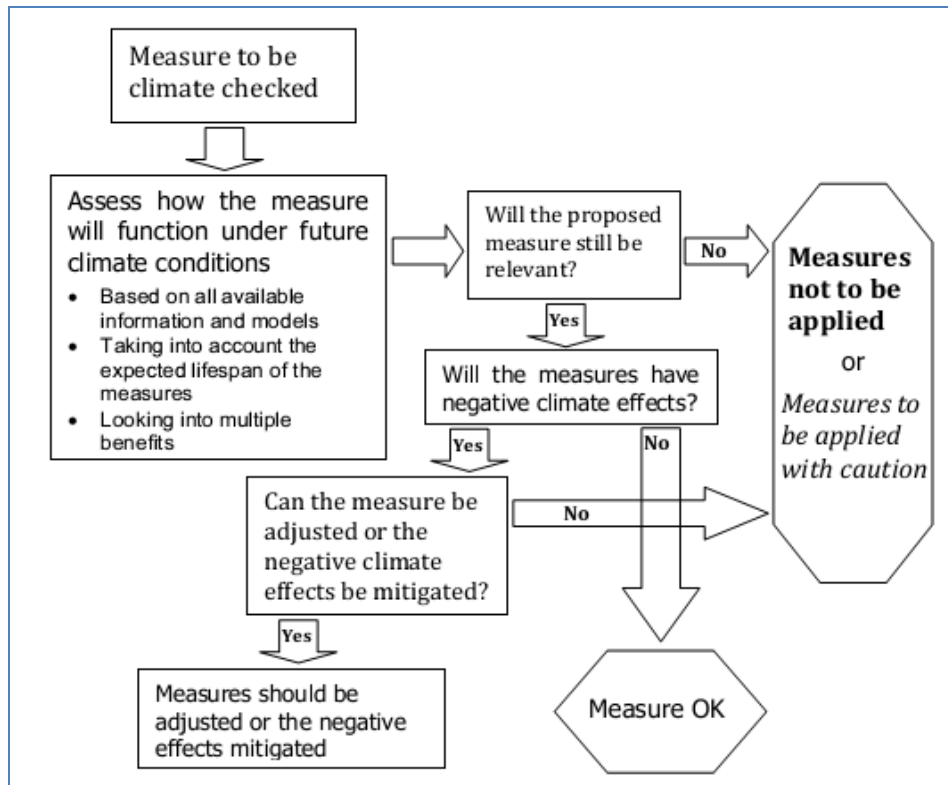 Measure to be
climate checked
Assess how the measure
will function under future
climate conditions
• Based on all available
information and models
• Taking into account the
expected lifespan of the
measures
• Looking into multiple
benefits
Will the proposed
measure still be
relevant?
No
Yes
Measures
not to be
applied
or
Measures to
be applied
with caution
Will the measures have
negative climate effects?
Yes
No
Can the measure be
adjusted or the
negative climate
effects be mitigated?
No
Yes
Measures should be
adjusted or the negative
effects mitigated
Measure OK